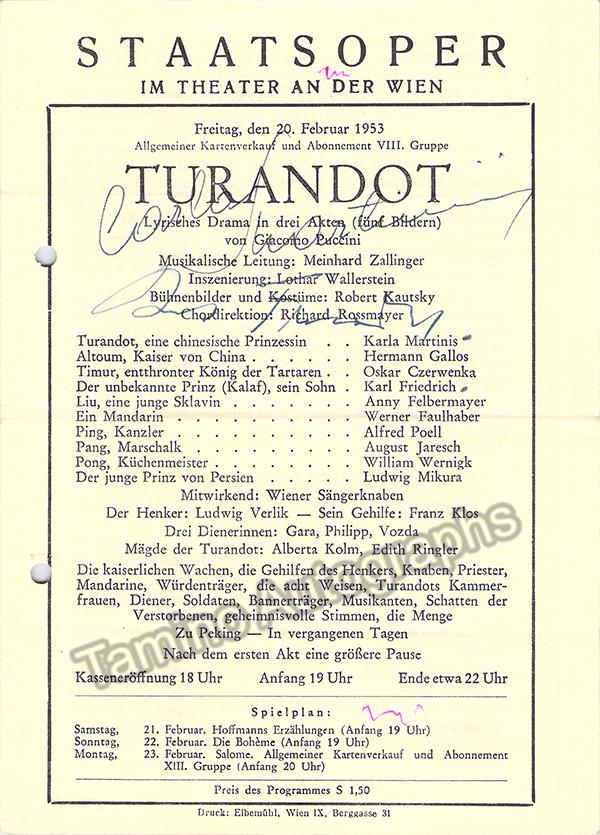 STAATSOPER
IM THEATER AN DER WIEN
Freitag, den 20. Februar 1953
Allgemeiner Kartenverkauf und Abonnement VIII. Gruppe
TURANDOT
Lyrisches Drama in drei Akten (fünf Bildern)
von Giacomo Puccini
Musikalische Leitung: Meinhard Zallinger
Inszenierung: Lothar Wallerstein
Bühnenbilder und Kostüme: Robert Kautsky
Chordirektion: Richard Rossmayer
Turandot, eine chinesische Prinzessin . . Karla Martinis
Altoum, Kaiser von China . . . . . . . Hermann Gallos
Timur, entthronter König der Tartaren . . Oskar Czerwenka
Der unbekannte Prinz (Kalaf), sein Sohn . Karl Friedrich
Liu, eine junge Sklavin . . . . . . . Anny Felbermayer
Ein Mandarin . . . . . . . . . . . Werner Faulhaber
Ping, Kanzler . . . . . . . . . . . Alfred Poell
Pang, Marschalk . . . . . . . . . . August Jaresch
Pong, Küchenmeister . . . . . . . . . William Wernigk
Der junge Prinz von Persien . . . . . Ludwig Mikura
Mitwirkend: Wiener Sängerknaben
Der Henker: Ludwig Verlik — Sein Gehilfe: Franz Klos
Drei Dienerinnen: Gara, Philipp, Vozda
Mägde der Turandot: Alberta Kolm, Edith Ringler
Die kaiserlichen Wachen, die Gehilfen des Henkers, Knaben, Priester,
Mandarine, Würdenträger, die acht Weisen, Turandots Kammer-
frauen, Diener, Soldaten, Bannerträger, Musikanten, Schatten der
Verstorbenen, geheimnisvolle Stimmen, die Menge
Zu Peking — In vergangenen Tagen
Nach dem ersten Akt eine größere Pause
Kasseneröffnung 18 Uhr Anfang 19 Uhr Ende etwa 22 Uhr
Spielplan:
Samstag, 21. Februar. Hoffmanns Erzählungen (Anfang 19 Uhr)
Sonntag, 22. Februar. Die Bohème (Anfang 19 Uhr)
Montag, 23. Februar. Salome. Allgemeiner Kartenverkauf und Abonnement
XIII. Gruppe (Anfang 20 Uhr)
Preis des Programmes S 1,50
Druck: Elbemühl, Wien IX, Berggasse 31
Tamino Autographs